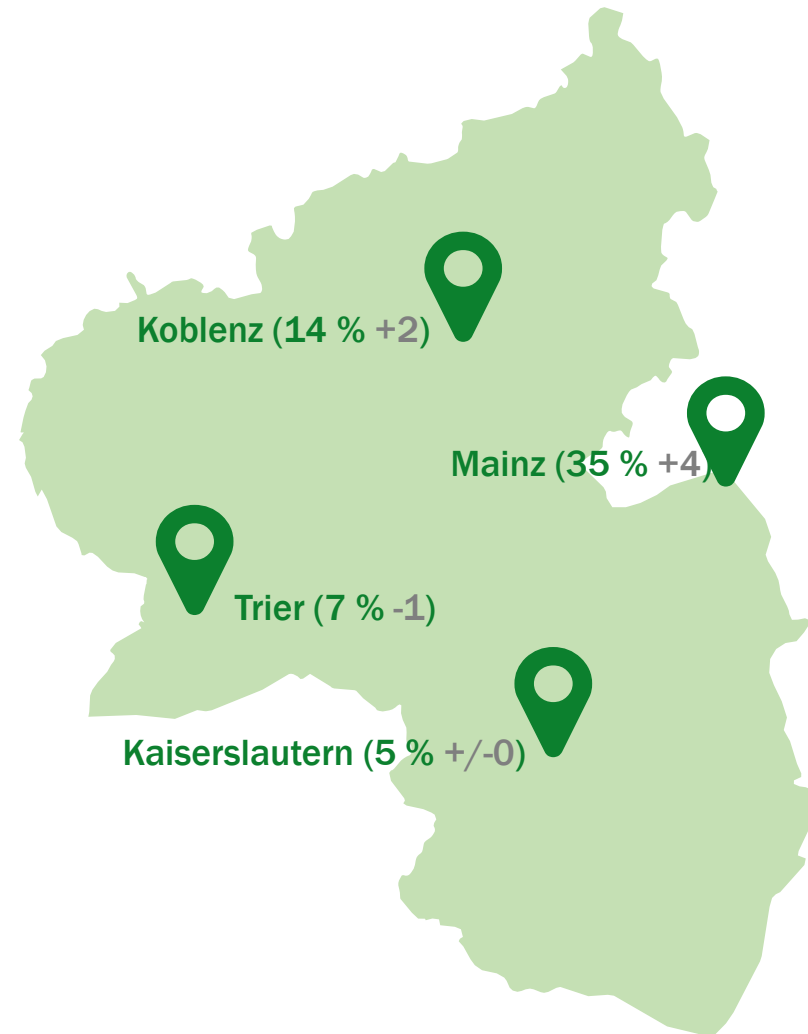 Koblenz (14 % +2)
Mainz (35 % +4)
Trier (7 % -1)
Kaiserslautern (5 % +/-0)